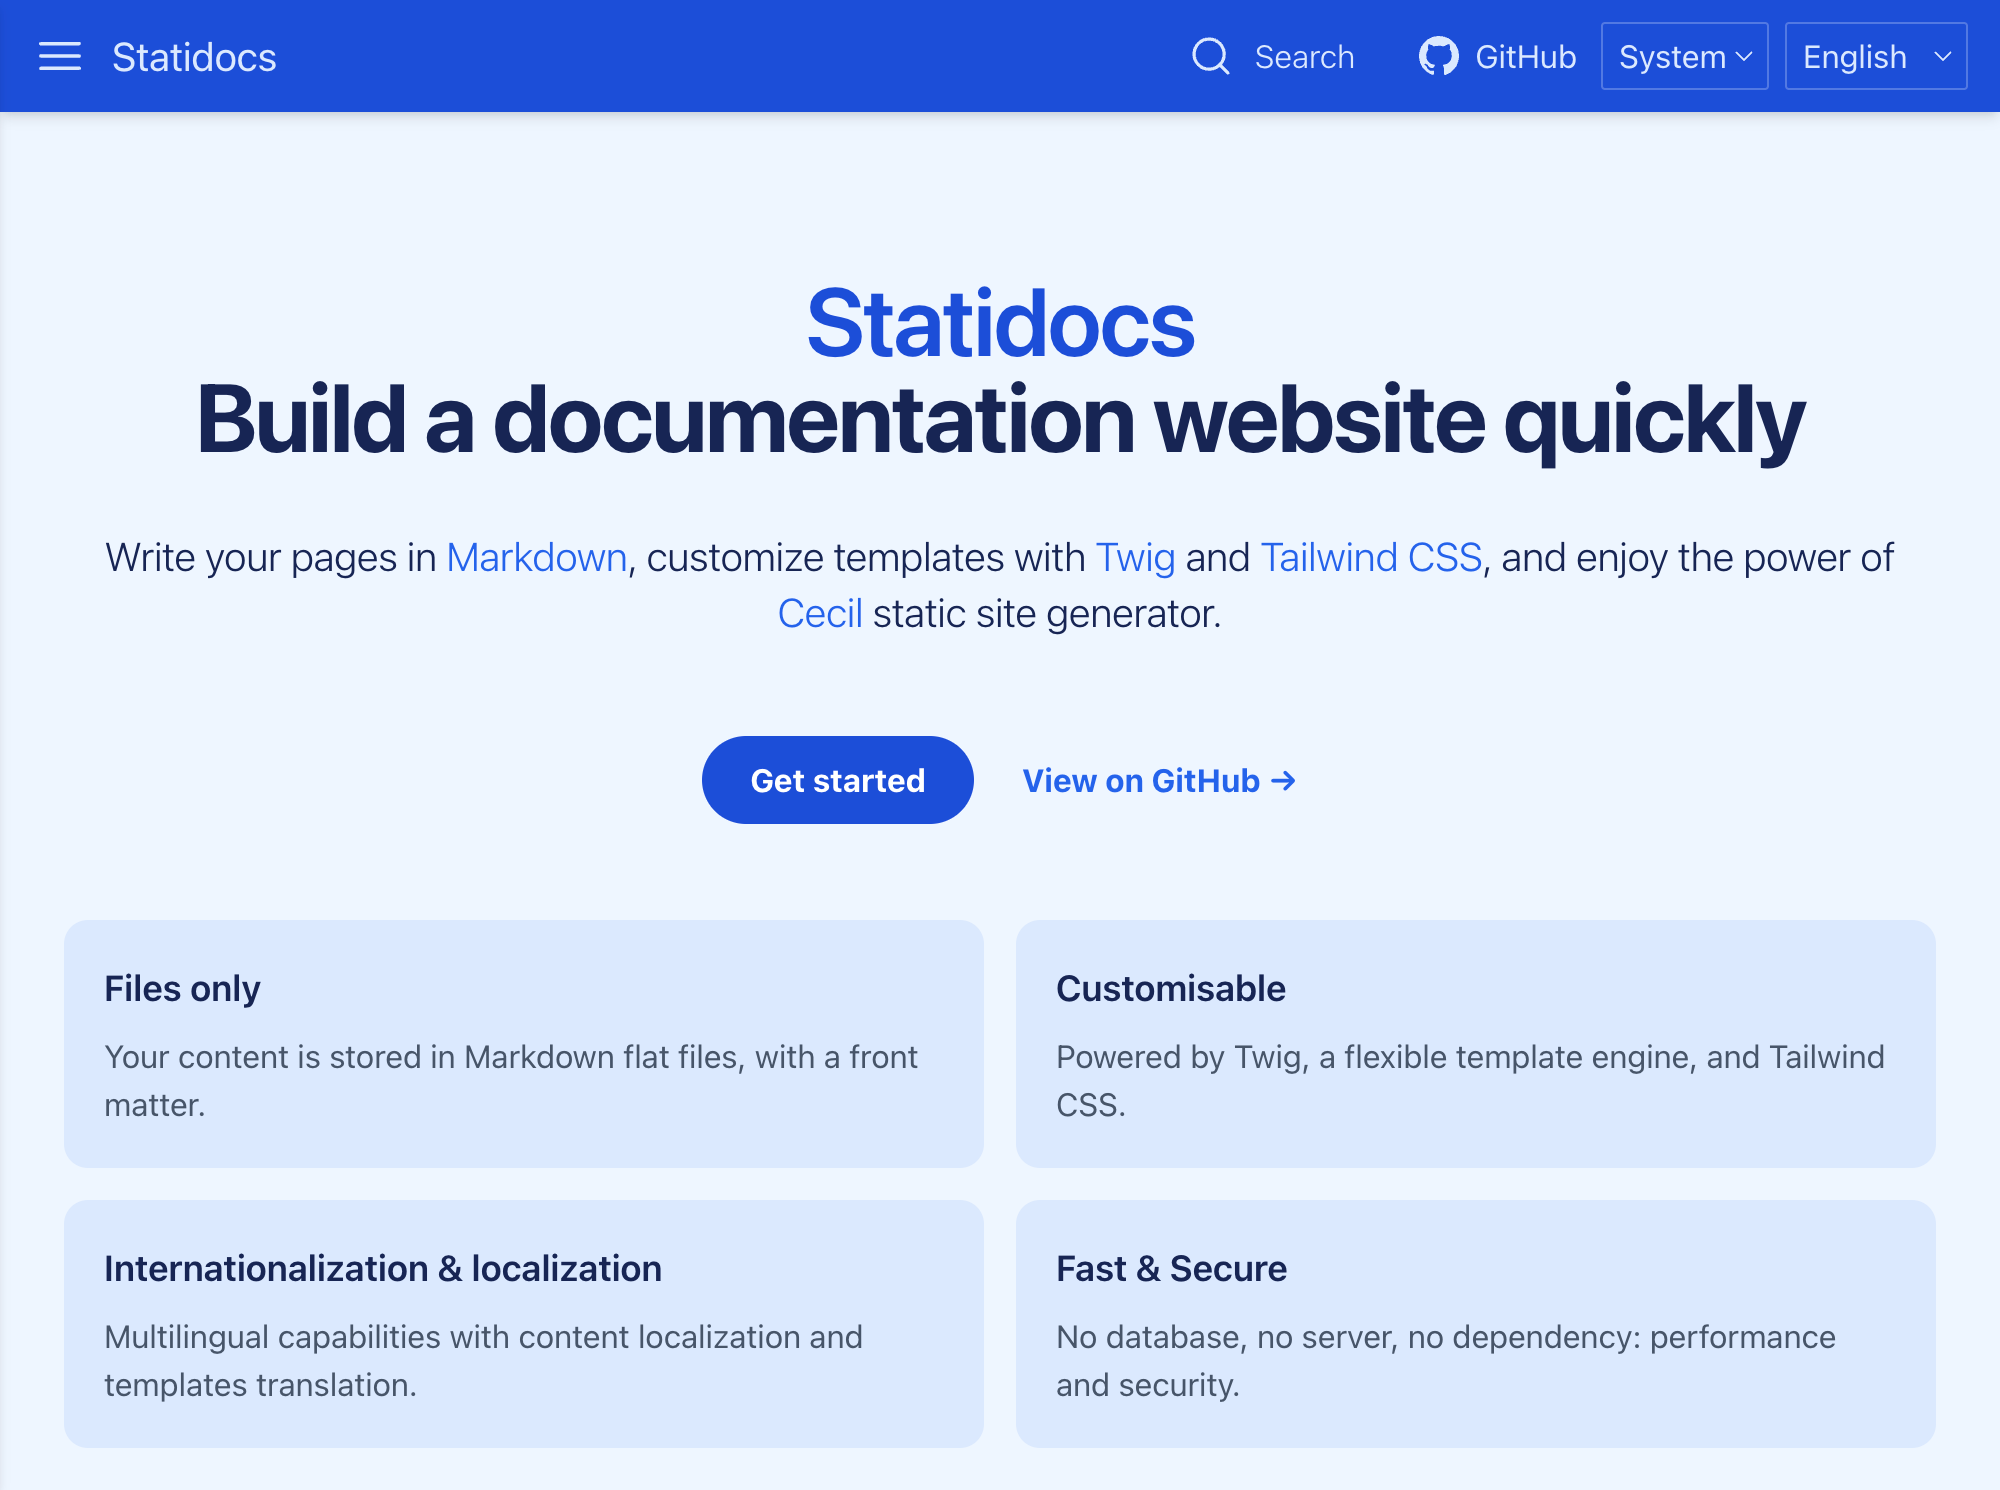 Statidocs
Search
GitHub
System
English
Statidocs
Build a documentation website quickly
Write your pages in Markdown, customize templates with Twig and Tailwind CSS, and enjoy the power of
Cecil static site generator.
Get started
View on GitHub →
Files only
Your content is stored in Markdown flat files, with a front
matter.
Customisable
Powered by Twig, a flexible template engine, and Tailwind
CSS.
Internationalization & localization
Multilingual capabilities with content localization and
templates translation.
Fast & Secure
No database, no server, no dependency: performance
and security.